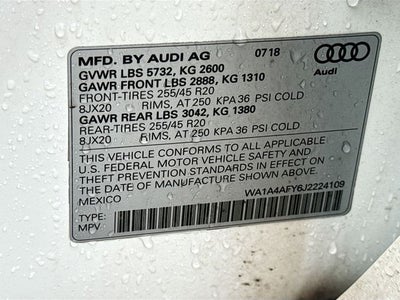 MFD. BY AUDI AG 07/18
GVWR LBS 5732, KG 2600
GAWR FRONT LBS 2888, KG 1310
FRONT-TIRES 255/45 R20
8JX20 RIMS, AT 250 KPA 36 PSI COLD
GAWR REAR LBS 3042, KG 1380
REAR-TIRES 255/45 R20
8JX20 RIMS, AT 250 KPA 36 PSI COLD
Audi
THIS VEHICLE CONFORMS TO ALL APPLICABLE
U.S. FEDERAL MOTOR VEHICLE SAFETY AND
THEFT PREVENTION STANDARDS IN EFFECT ON THE
DATE OF MANUFACTURE SHOWN ABOVE
MEXICO WA1A4AFY6J2224109
TYPE:
MPV